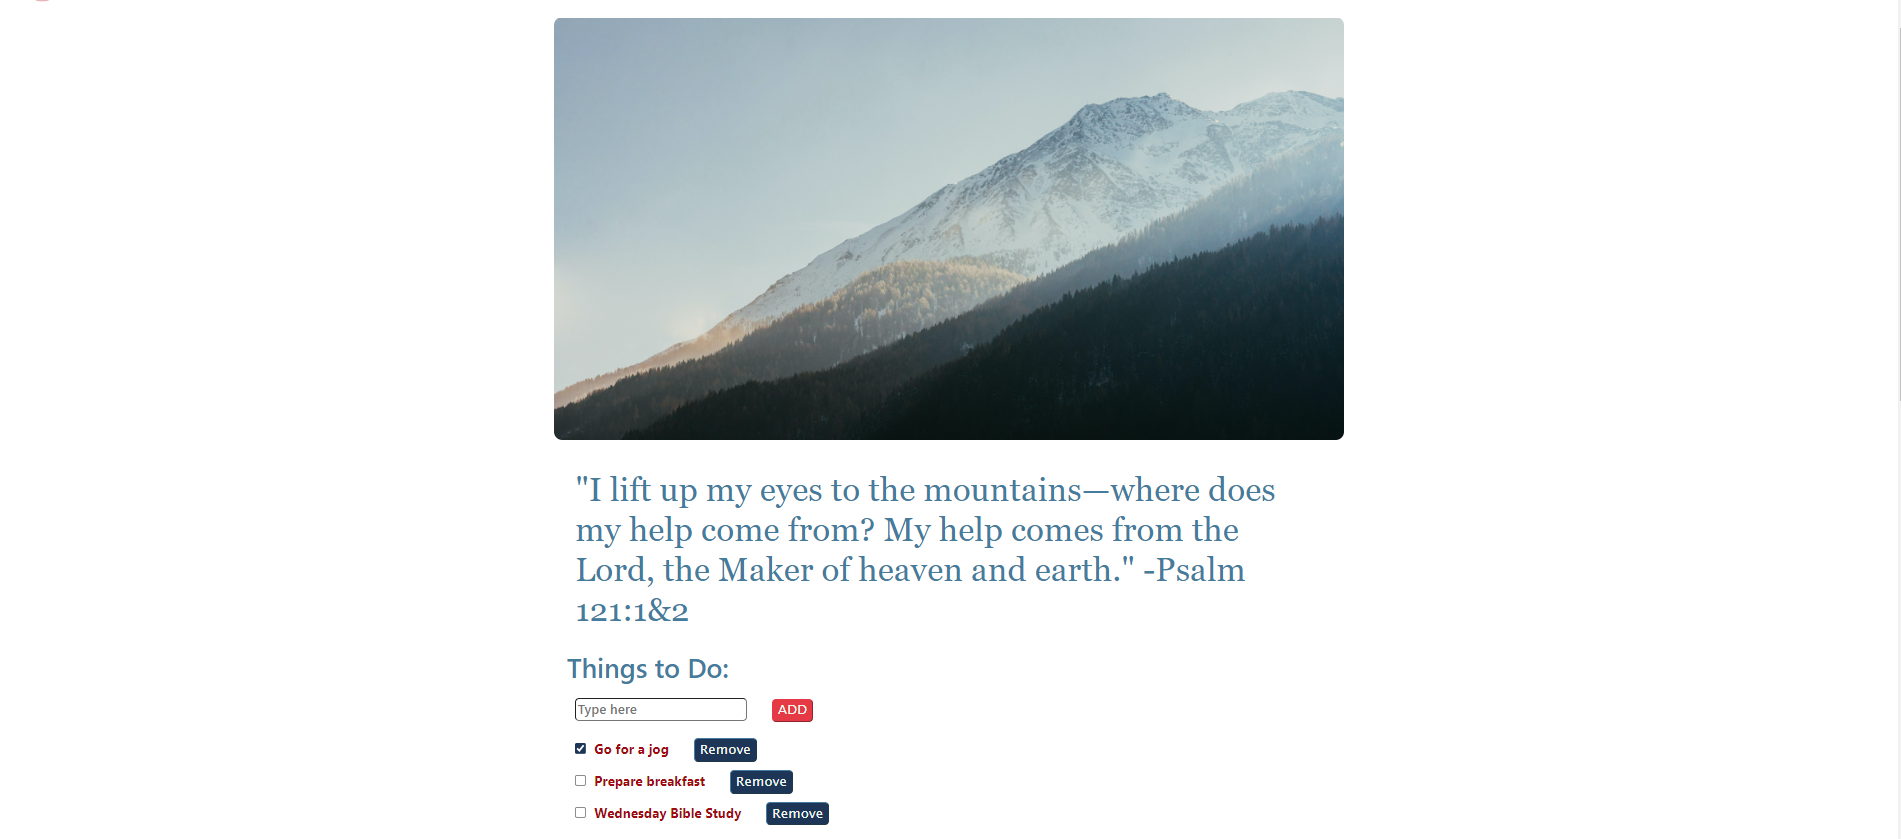 "I lift up my eyes to the mountains—where does
my help come from? My help comes from the
Lord, the Maker of heaven and earth." -Psalm
121:1&2
Things to Do:
Type here ADD
Go for a jog Remove
Prepare breakfast Remove
Wednesday Bible Study Remove